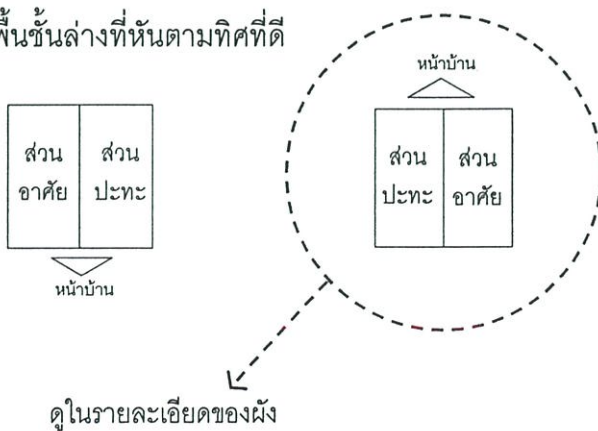 พื้นชั้นล่างที่หันตามทิศที่ดี
หน้าบ้าน
ส่วน ส่วน
อาศัย ปะทะ
ส่วน ส่วน
ปะทะ อาศัย
หน้าบ้าน
ดูในรายละเอียดของผัง